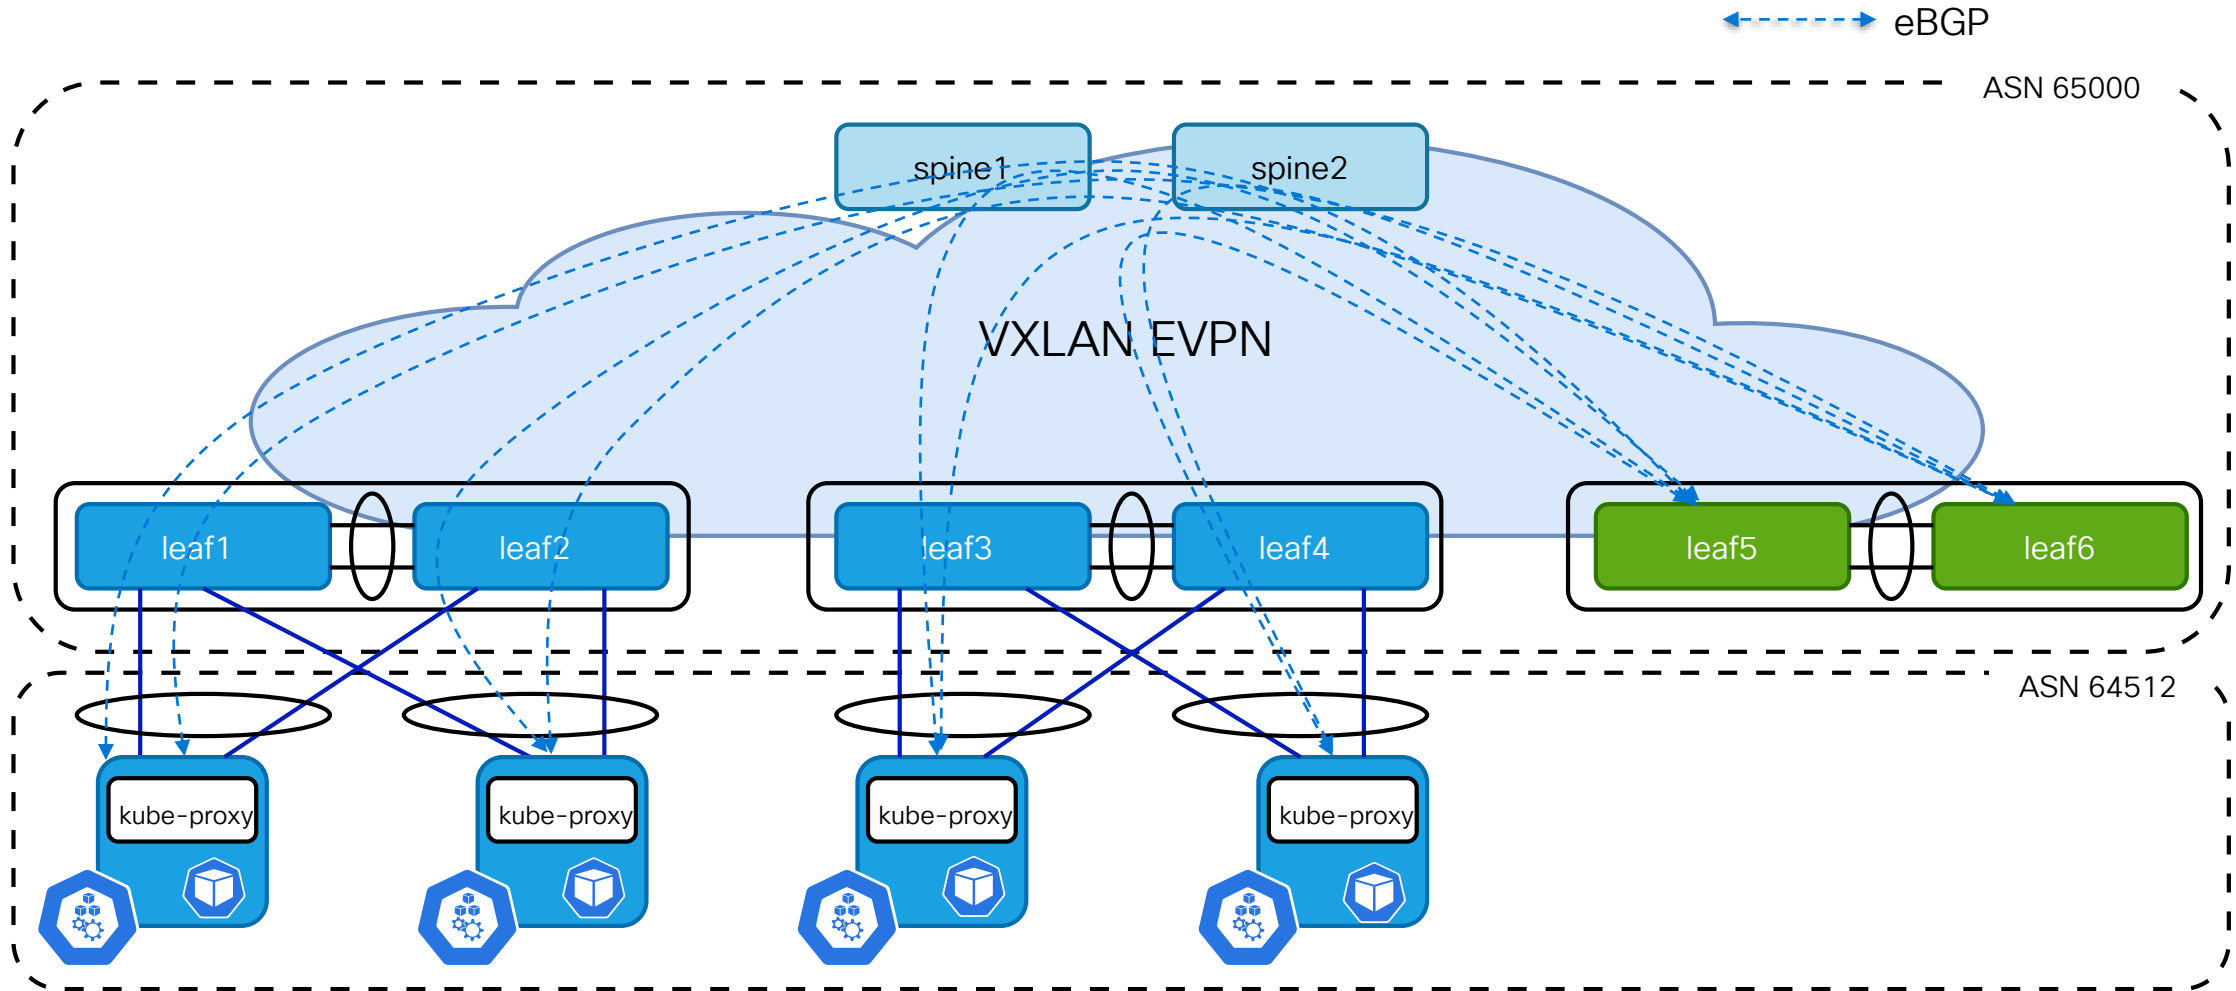 eBGP
ASN 65000
spine1
spine2
VXLAN EVPN
leaf1
leaf2
leaf3
leaf4
leaf5
leaf6
ASN 64512
kube-proxy
kube-proxy
kube-proxy
kube-proxy